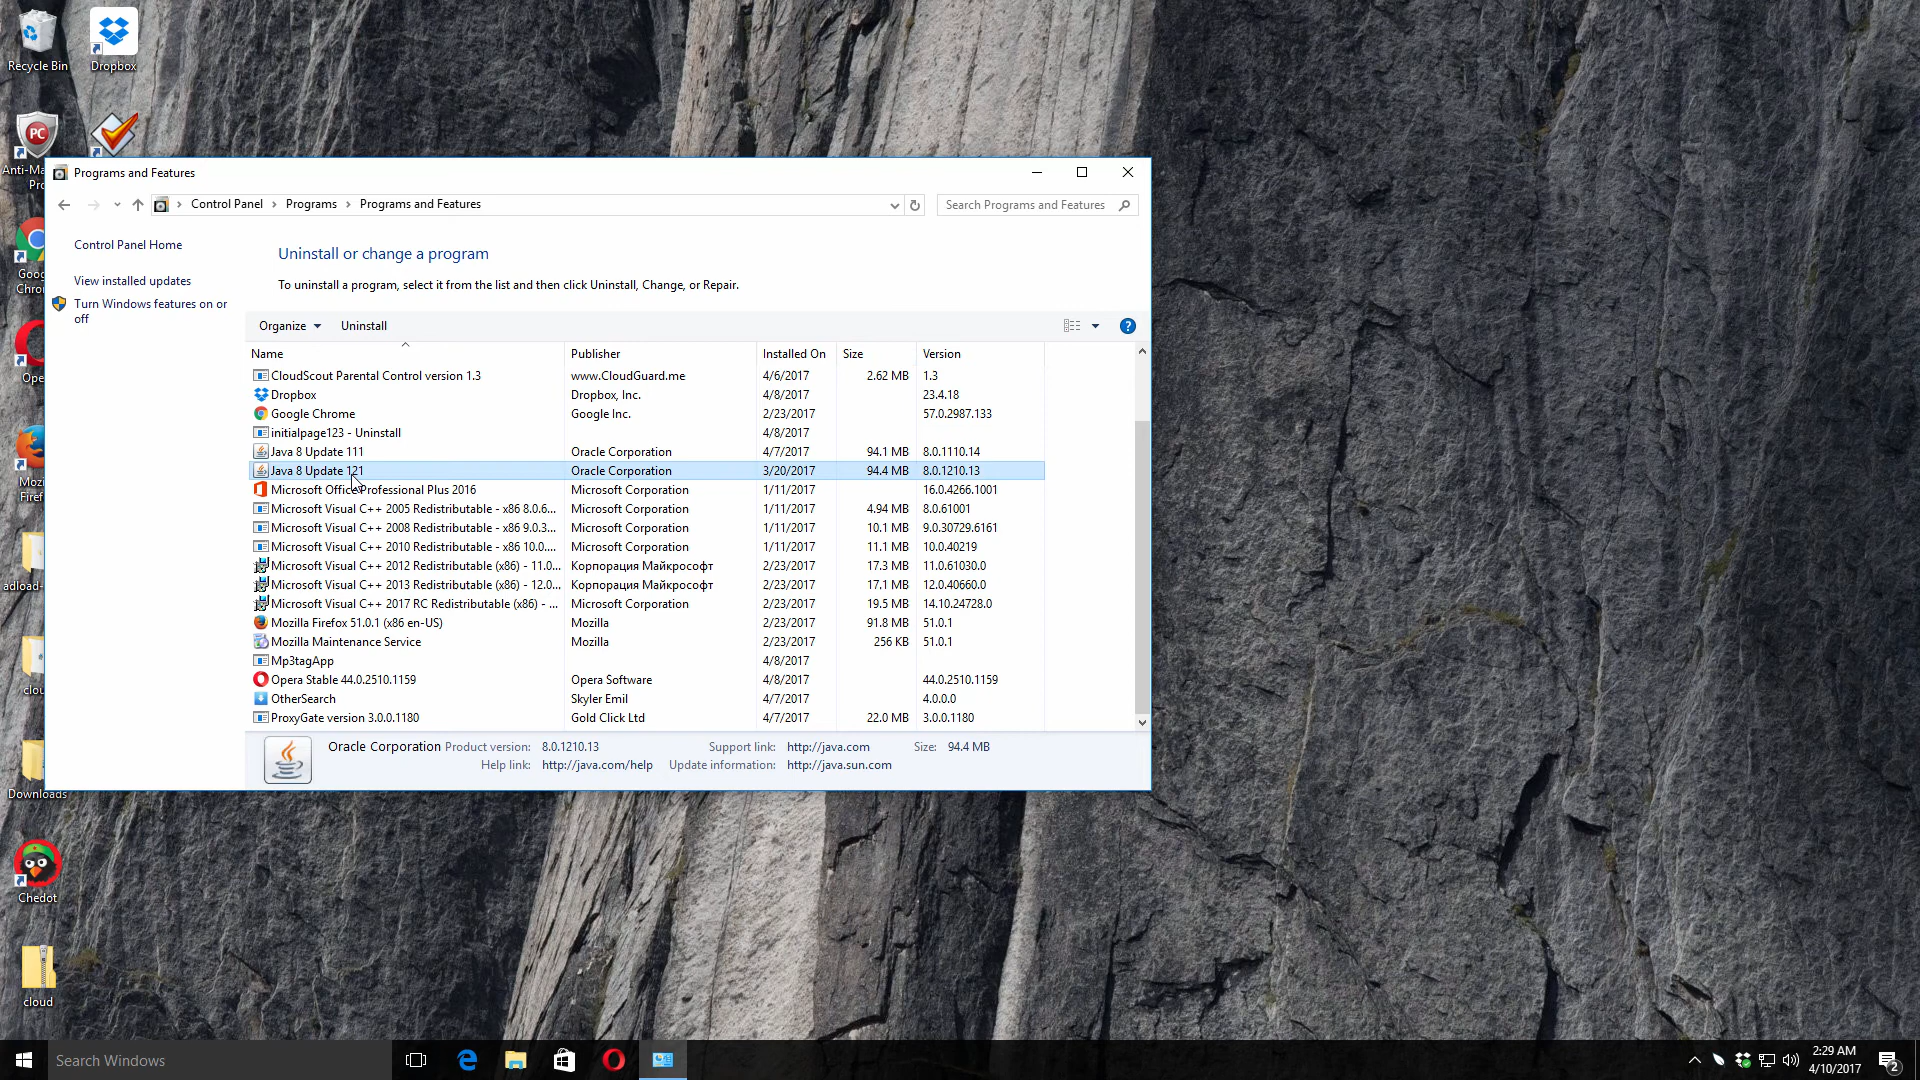 Recycle Bin
Dropbox
PC
Anti-Ma
Pro
Goo
Chro
Ope
Mozi
Firef
adload-
clou
Downloads
Chedot
cloud
Programs and Features
Control Panel > Programs > Programs and Features
Search Programs and Features
Control Panel Home
View installed updates
Turn Windows features on or
off
Uninstall or change a program
To uninstall a program, select it from the list and then click Uninstall, Change, or Repair.
Organize Uninstall
Name Publisher Installed On Size Version
CloudScout Parental Control version 1.3 www.CloudGuard.me 4/6/2017 2.62 MB 1.3
Dropbox Dropbox, Inc. 4/8/2017 23.4.18
Google Chrome Google Inc. 2/23/2017 57.0.2987.133
initialpage123 - Uninstall 4/8/2017
Java 8 Update 111 Oracle Corporation 4/7/2017 94.1 MB 8.0.1110.14
Java 8 Update 121 Oracle Corporation 3/20/2017 94.4 MB 8.0.1210.13
Microsoft Office Professional Plus 2016 Microsoft Corporation 1/11/2017 16.0.4266.1001
Microsoft Visual C++ 2005 Redistributable - x86 8.0.6... Microsoft Corporation 1/11/2017 4.94 MB 8.0.61001
Microsoft Visual C++ 2008 Redistributable - x86 9.0.3... Microsoft Corporation 1/11/2017 10.1 MB 9.0.30729.6161
Microsoft Visual C++ 2010 Redistributable - x86 10.0.... Microsoft Corporation 1/11/2017 11.1 MB 10.0.40219
Microsoft Visual C++ 2012 Redistributable (x86) - 11.0... Корпорация Майкрософт 2/23/2017 17.3 MB 11.0.61030.0
Microsoft Visual C++ 2013 Redistributable (x86) - 12.0... Корпорация Майкрософт 2/23/2017 17.1 MB 12.0.40660.0
Microsoft Visual C++ 2017 RC Redistributable (x86) - ... Microsoft Corporation 2/23/2017 19.5 MB 14.10.24728.0
Mozilla Firefox 51.0.1 (x86 en-US) Mozilla 2/23/2017 91.8 MB 51.0.1
Mozilla Maintenance Service Mozilla 2/23/2017 256 KB 51.0.1
Mp3tagApp 4/8/2017
Opera Stable 44.0.2510.1159 Opera Software 4/8/2017 44.0.2510.1159
OtherSearch Skyler Emil 4/7/2017 4.0.0.0
ProxyGate version 3.0.0.1180 Gold Click Ltd 4/7/2017 22.0 MB 3.0.0.1180
Oracle Corporation Product version: 8.0.1210.13 Support link: http://java.com Size: 94.4 MB
Help link: http://java.com/help Update information: http://java.sun.com
Search Windows
2:29 AM
4/10/2017
2